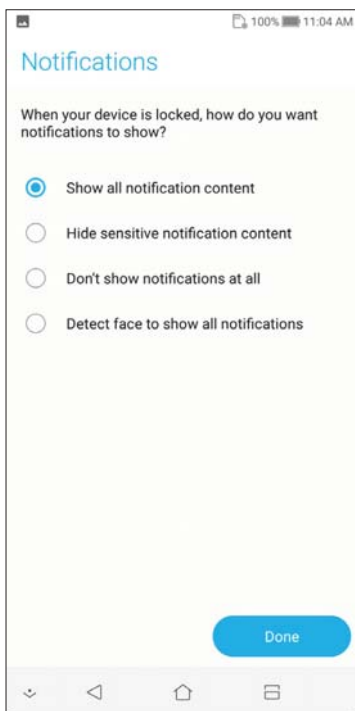 100% 11:04 AM
Notifications
When your device is locked, how do you want
notifications to show?
Show all notification content
Hide sensitive notification content
Don't show notifications at all
Detect face to show all notifications
Done